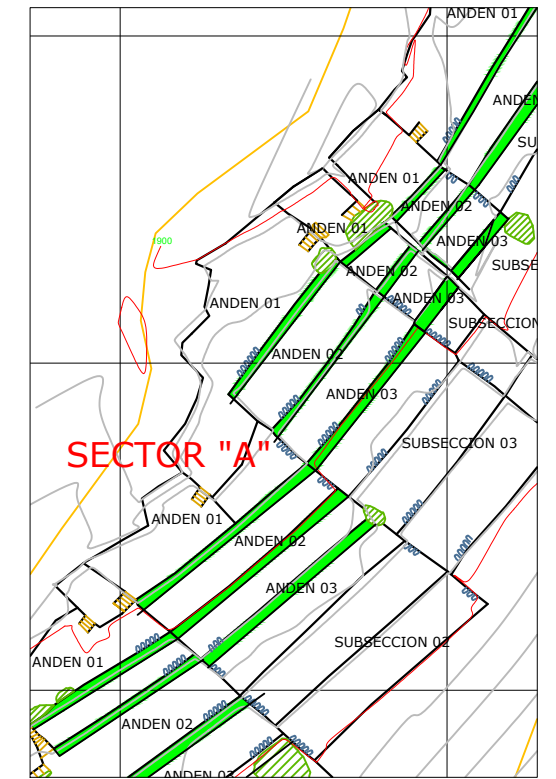 ANDEN 01
ANDEN
SU
ANDEN 01
ANDEN 02
ANDEN 01
ANDEN 03
1900
SUBSE
ANDEN 02
ANDEN 03
ANDEN 01
SUBSECCION
ANDEN 02
ANDEN 03
SUBSECCION 03
SECTOR "A"
ANDEN 01
ANDEN 02
ANDEN 03
SUBSECCION 02
ANDEN 01
ANDEN 02
ANDEN 03